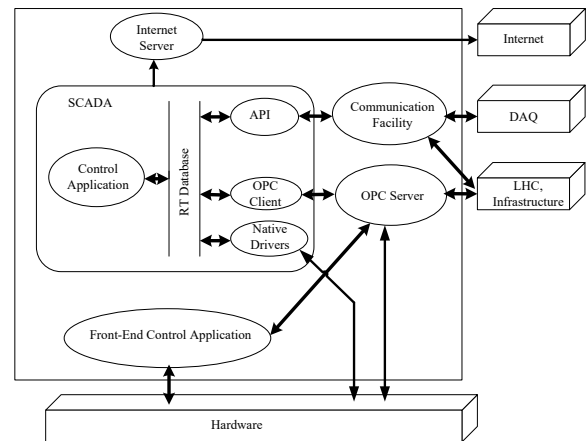 Internet
Server
Internet
SCADA
API
Communication
Facility
DAQ
Control
Application
RT Database
OPC
Client
OPC Server
LHC,
Infrastructure
Native
Drivers
Front-End Control Application
Hardware